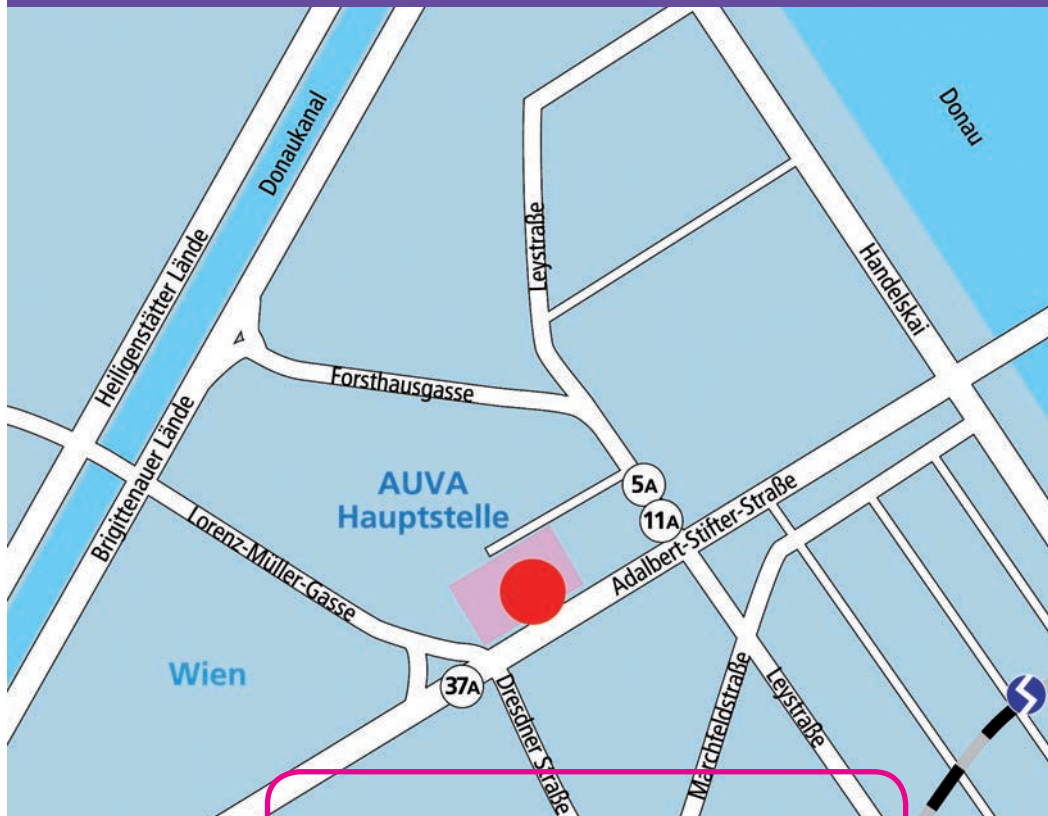 Donau
Donaukanal
Leystraße
Heiligenstätter Lände
Handelskai
Forsthausgasse
Brigittenauer Lände
AUVA
Hauptstelle
5A
11A
Adalbert-Stifter-Straße
Lorenz-Müller-Gasse
Wien
37A
Dresdner Straße
Marchfeldstraße
Leystraße